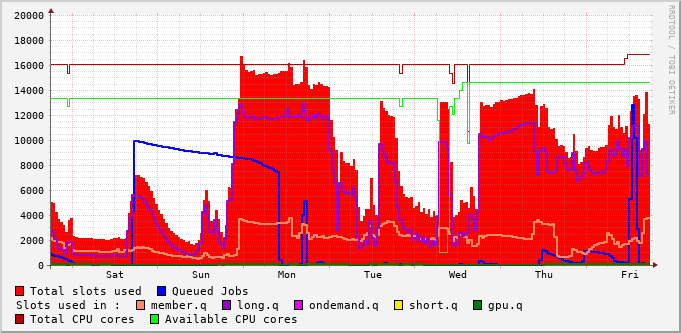 20000
18000
16000
14000
12000
10000
8000
6000
4000
2000
0
Sat Sun Mon Tue Wed Thu Fri
RRDTOOL / TOBI OETIKER
Total slots used Queued Jobs
Slots used in : member.q long.q ondemand.q short.q gpu.q
Total CPU cores Available CPU cores